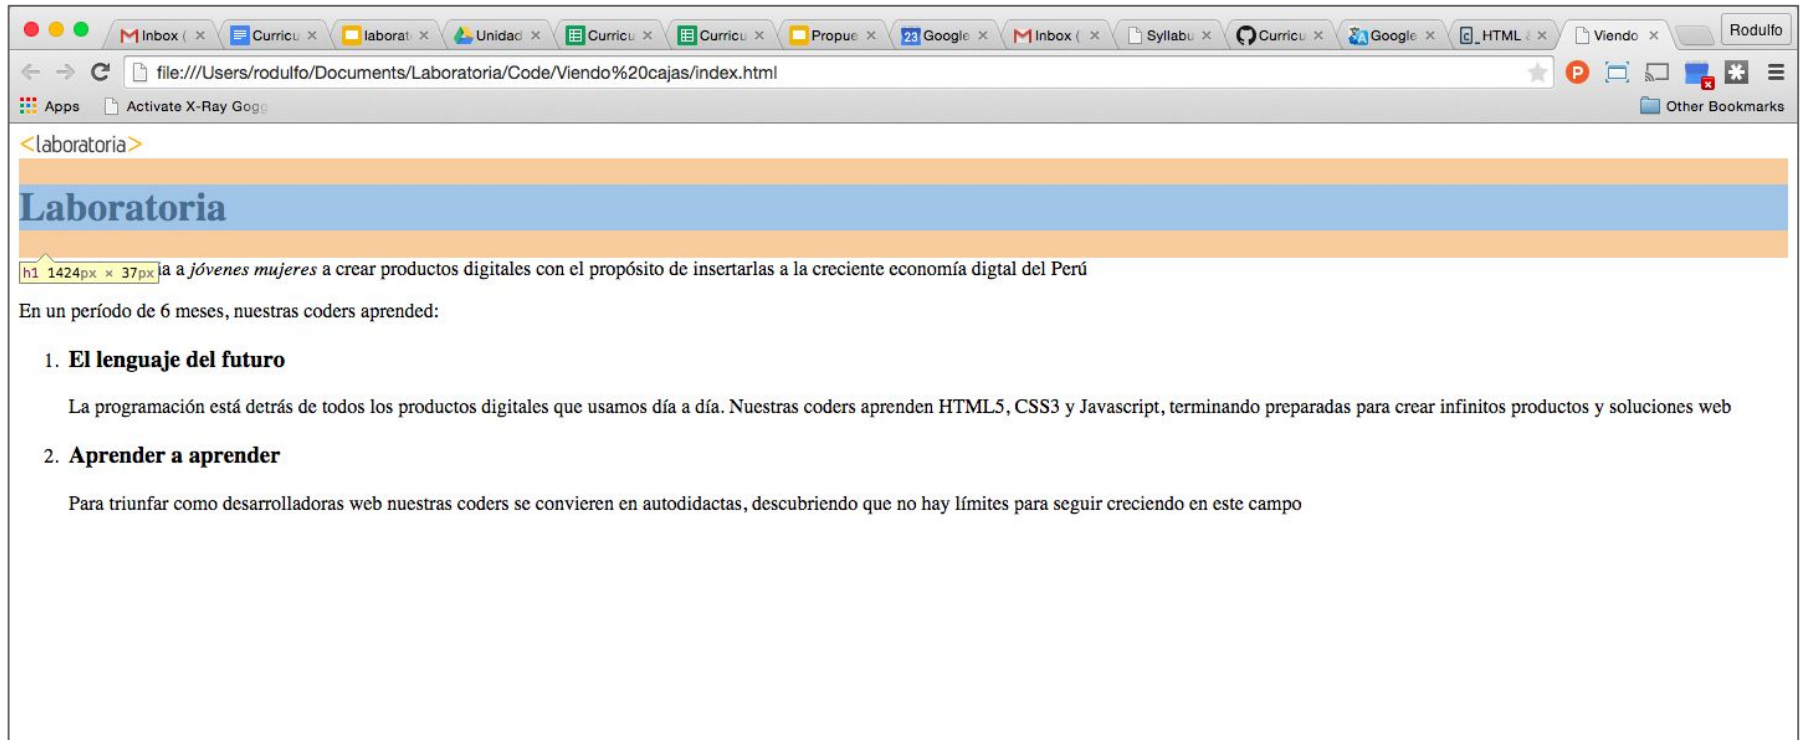 Inbox ( Curricu laborat Unidad Curricu Curricu Propue 23 Google Inbox ( Syllabu Curricu Google C_HTML & Viendo Rodulfo
file:///Users/rodulfo/Documents/Laboratoria/Code/Viendo%20cajas/index.html
Apps Activate X-Ray Gogg Other Bookmarks
<laboratoria>
Laboratoria
h1 1424px × 37px ia a jóvenes mujeres a crear productos digitales con el propósito de insertarlas a la creciente economía digtal del Perú
En un período de 6 meses, nuestras coders aprended:
1. El lenguaje del futuro
La programación está detrás de todos los productos digitales que usamos día a día. Nuestras coders aprenden HTML5, CSS3 y Javascript, terminando preparadas para crear infinitos productos y soluciones web
2. Aprender a aprender
Para triunfar como desarrolladoras web nuestras coders se convieren en autodidactas, descubriendo que no hay límites para seguir creciendo en este campo